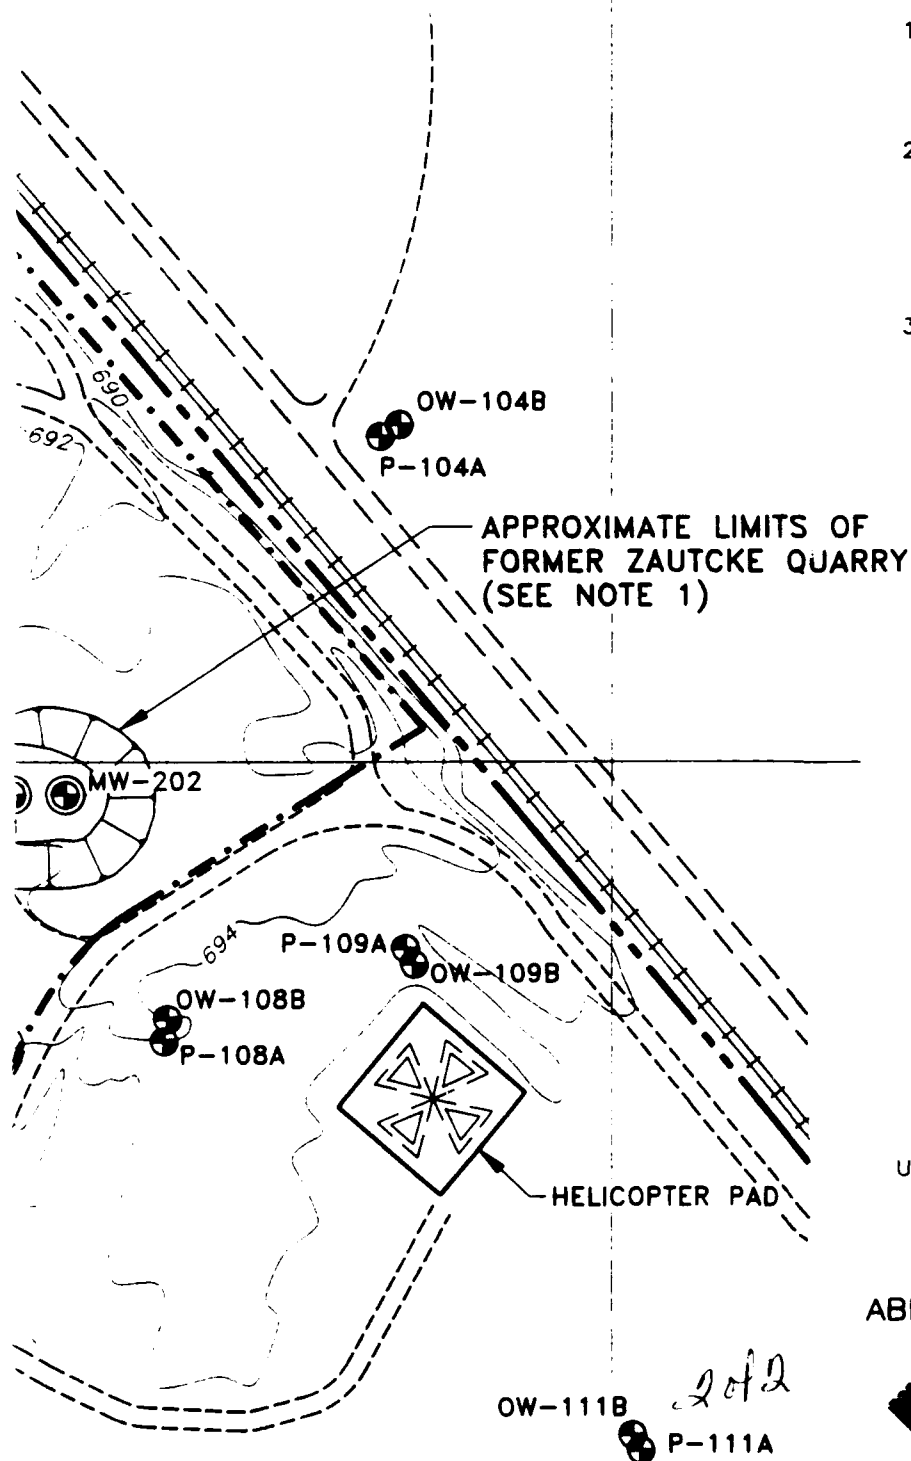 1
2
3
690
692
OW-104B
P-104A
APPROXIMATE LIMITS OF
FORMER ZAUTCKE QUARRY
(SEE NOTE 1)
MW-202
694
P-109A
OW-109B
OW-108B
P-108A
U
HELICOPTER PAD
AB
2 of 2
OW-111B
P-111A